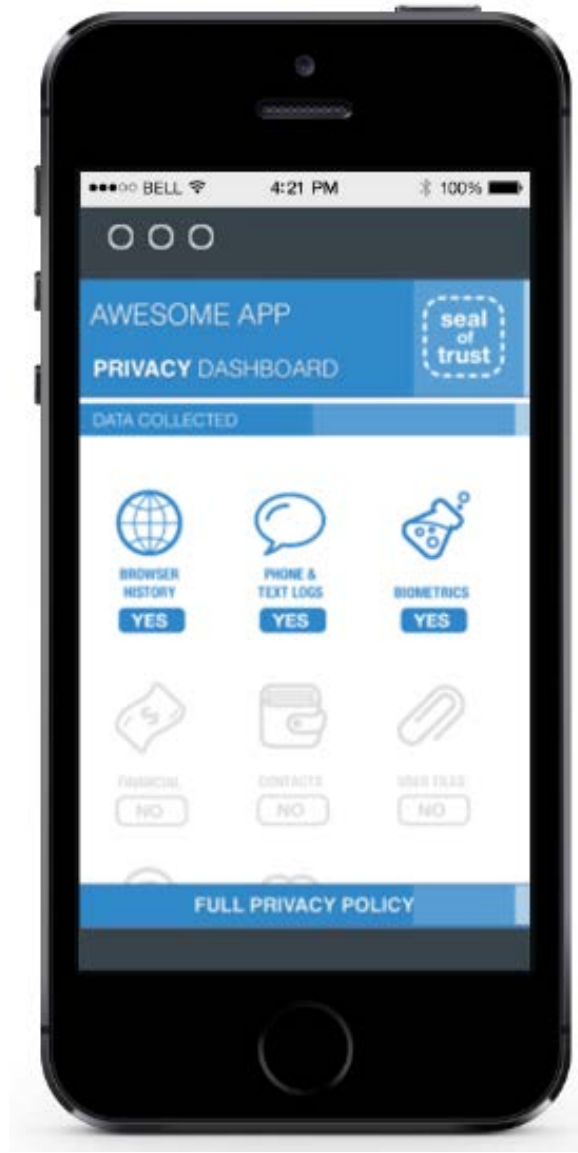 BELL 4:21 PM 100%
AWESOME APP
seal
of
trust
PRIVACY DASHBOARD
DATA COLLECTED
BROWSER
HISTORY
YES
PHONE &
TEXT LOGS
YES
BIOMETRICS
YES
FINANCIAL
NO
CONTACTS
NO
USER FILES
NO
FULL PRIVACY POLICY